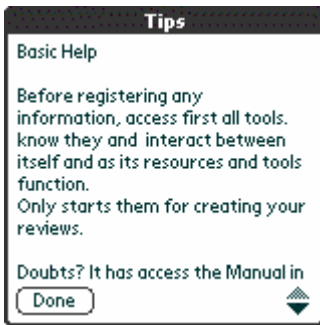 Tips
Basic Help
Before registering any
information, access first all tools.
know they and interact between
itself and as its resources and tools
function.
Only starts them for creating your
reviews.
Doubts? It has access the Manual in
Done